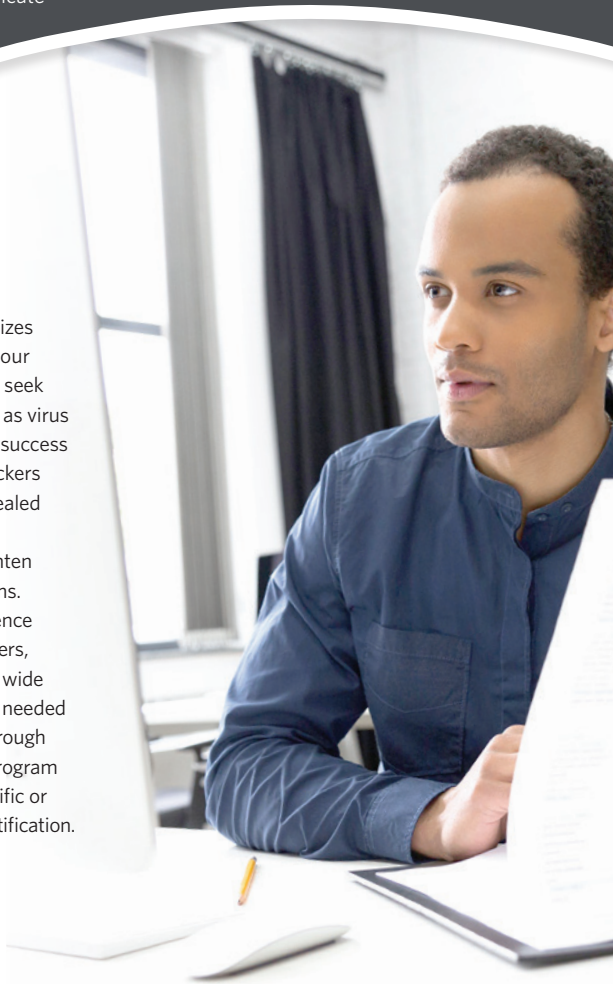 izes
our
seek
as virus
success
ckers
ealed
nten
ns.
ence
ers,
wide
needed
rough
rogram
ific or
tification.